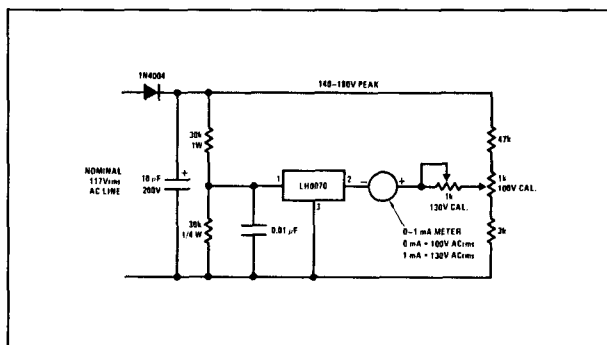 1N4004
140–180V PEAK
30k
1W
47k
NOMINAL
117Vrms
AC LINE
10 µF
200V
+
1
LH0070
2
–
+
1k
130V CAL.
1k
100V CAL.
3
1/4 W
0.01 µF
0–1 mA METER
0 mA = 100V ACrms
1 mA = 130V ACrms